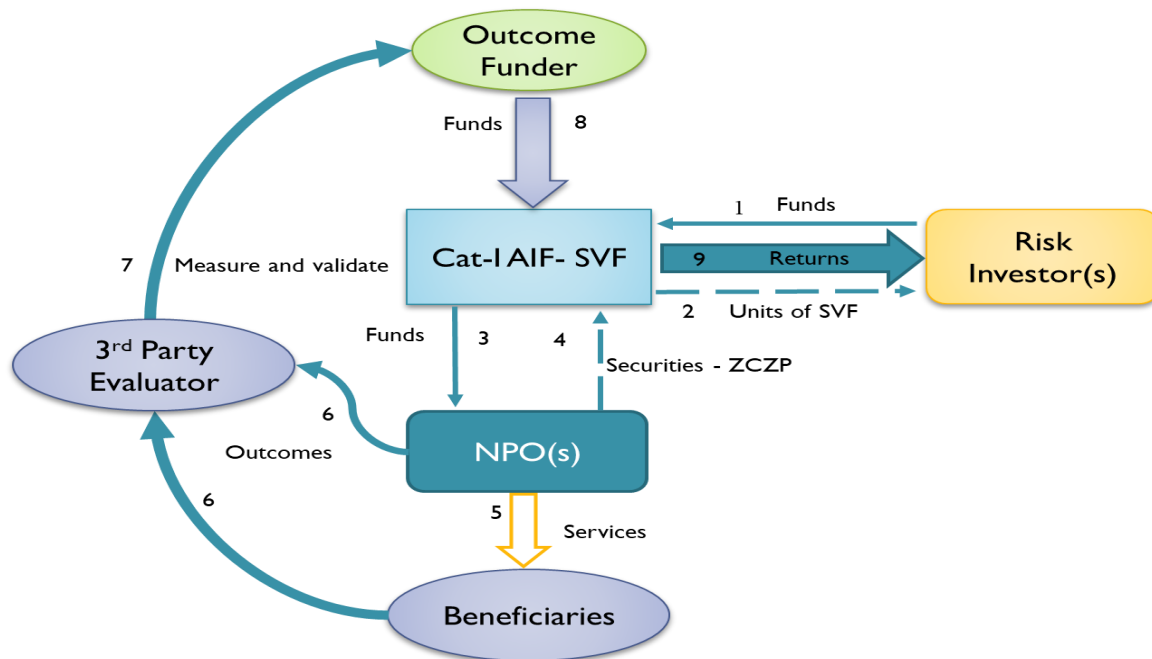 Outcome
Funder
Funds 8
1 Funds
Cat-I AIF- SVF
Risk
Investor(s)
9 Returns
7 Measure and validate
2 Units of SVF
Funds 3 4
Securities - ZCZP
3rd Party
Evaluator
6
Outcomes
NPO(s)
6
5
Services
Beneficiaries